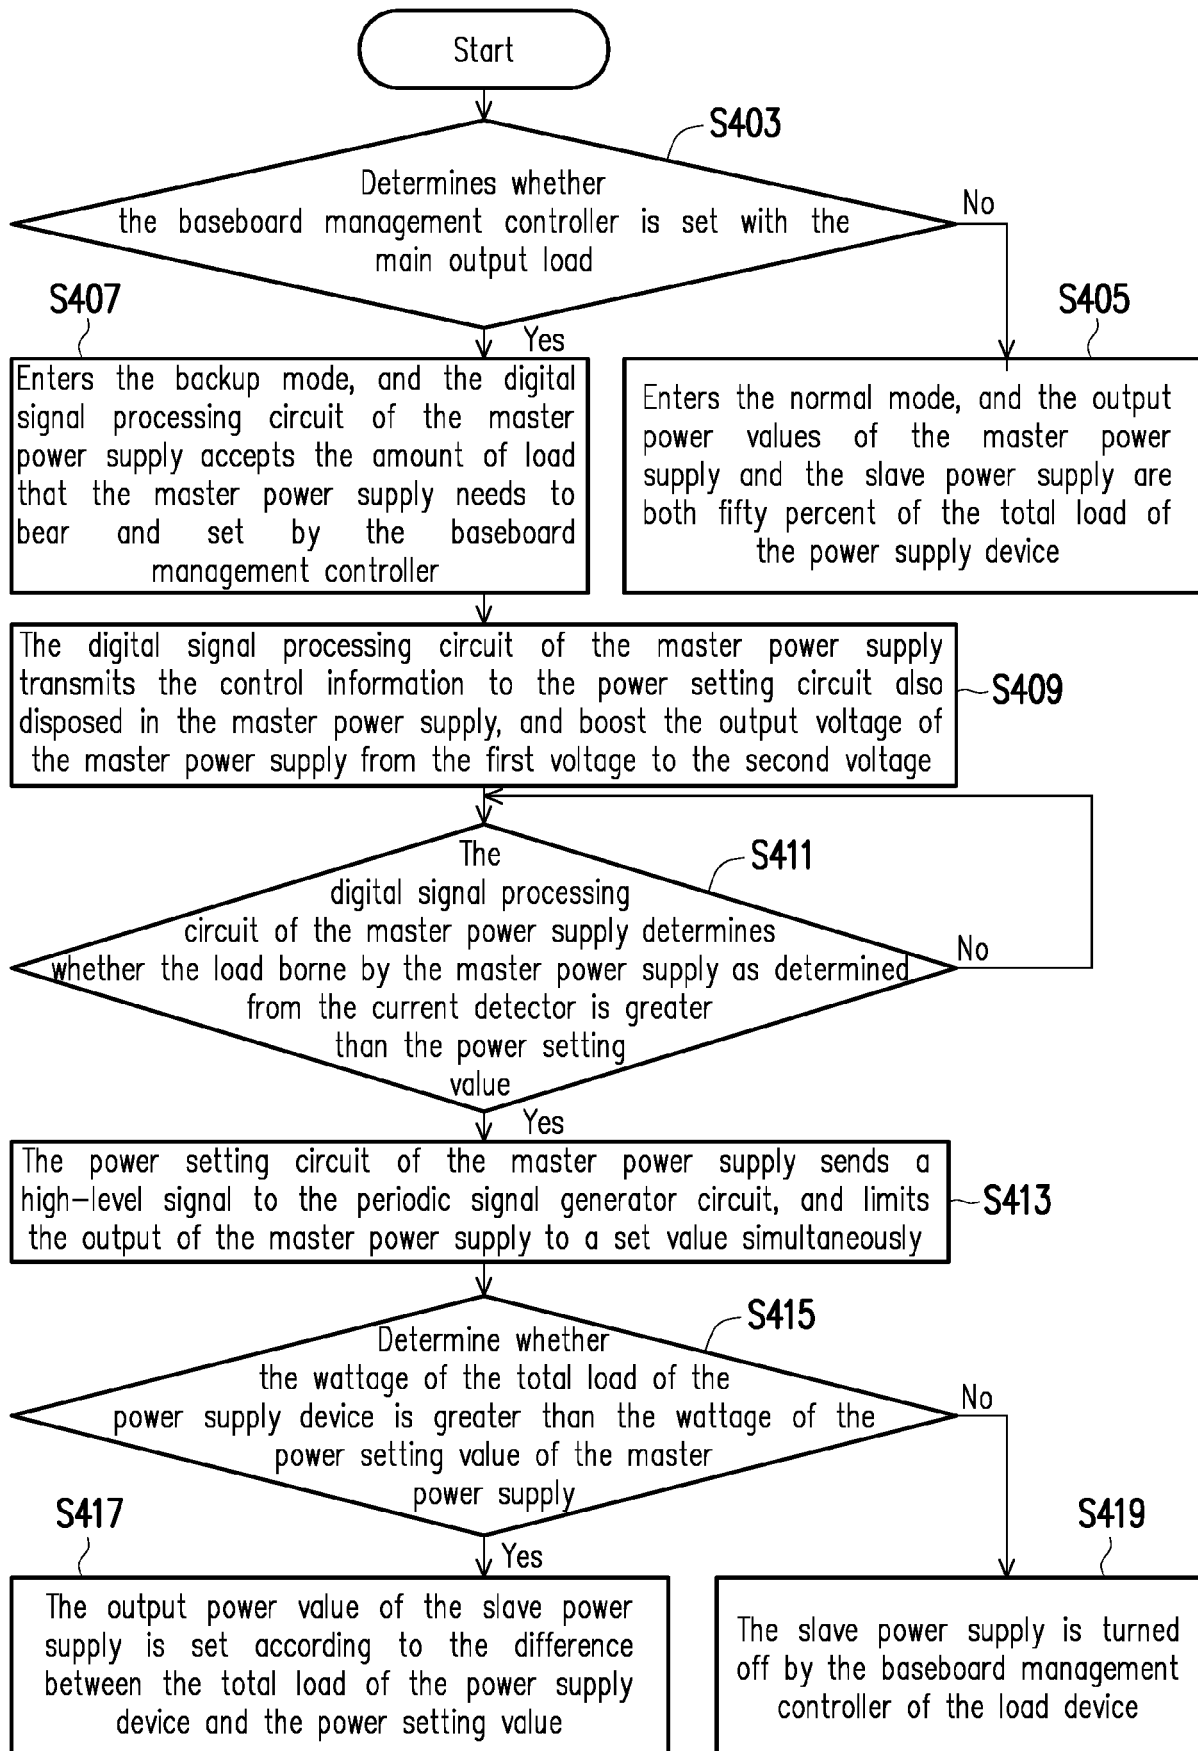 Start
S403
Determines whether
the baseboard management controller is set with the
main output load
No
S407
S405
Yes
Enters the backup mode, and the digital
signal processing circuit of the master
power supply accepts the amount of load
that the master power supply needs to
bear and set by the baseboard
management controller
Enters the normal mode, and the output
power values of the master power
supply and the slave power supply are
both fifty percent of the total load of
the power supply device
The digital signal processing circuit of the master power supply
transmits the control information to the power setting circuit also
disposed in the master power supply, and boost the output voltage of
the master power supply from the first voltage to the second voltage
S409
S411
The
digital signal processing
circuit of the master power supply determines
whether the load borne by the master power supply as determined
from the current detector is greater
than the power setting
value
No
Yes
The power setting circuit of the master power supply sends a
high-level signal to the periodic signal generator circuit, and limits
the output of the master power supply to a set value simultaneously
S413
S415
Determine whether
the wattage of the total load of the
power supply device is greater than the wattage of the
power setting value of the master
power supply
No
S417
S419
Yes
The output power value of the slave power
supply is set according to the difference
between the total load of the power supply
device and the power setting value
The slave power supply is turned
off by the baseboard management
controller of the load device